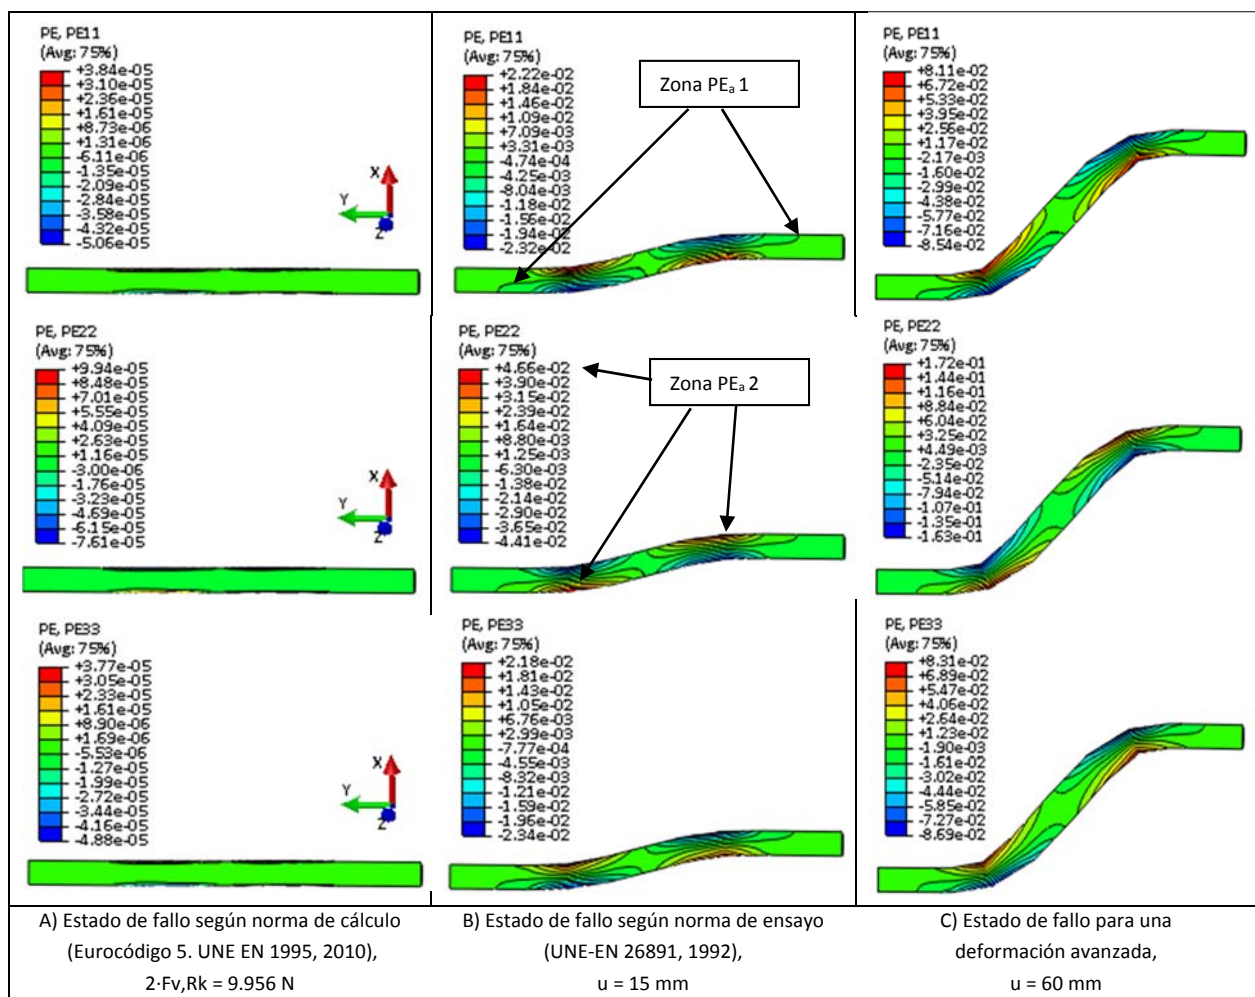 PE, PE11
(Avg: 75%)
+3.84e-05
+3.10e-05
+2.36e-05
+1.61e-05
+8.73e-06
+1.31e-06
-6.11e-06
-1.35e-05
-2.09e-05
-2.84e-05
-3.58e-05
-4.32e-05
-5.06e-05
X
Y
Z
PE, PE11
(Avg: 75%)
+2.22e-02
+1.84e-02
+1.46e-02
+1.09e-02
+7.09e-03
+3.31e-03
-4.74e-04
-4.25e-03
-8.04e-03
-1.18e-02
-1.56e-02
-1.94e-02
-2.32e-02
Zona PEₐ 1
PE, PE11
(Avg: 75%)
+8.11e-02
+6.72e-02
+5.33e-02
+3.95e-02
+2.56e-02
+1.17e-02
-2.17e-03
-1.60e-02
-2.99e-02
-4.38e-02
-5.77e-02
-7.16e-02
-8.54e-02
PE, PE22
(Avg: 75%)
+9.94e-05
+8.48e-05
+7.01e-05
+5.55e-05
+4.09e-05
+2.63e-05
+1.16e-05
-3.00e-06
-1.76e-05
-3.23e-05
-4.69e-05
-6.15e-05
-7.61e-05
X
Y
Z
PE, PE22
(Avg: 75%)
+4.66e-02
+3.90e-02
+3.15e-02
+2.39e-02
+1.64e-02
+8.80e-03
+1.25e-03
-6.30e-03
-1.38e-02
-2.14e-02
-2.90e-02
-3.65e-02
-4.41e-02
Zona PEₐ 2
PE, PE22
(Avg: 75%)
+1.72e-01
+1.44e-01
+1.16e-01
+8.84e-02
+6.04e-02
+3.25e-02
+4.49e-03
-2.35e-02
-5.14e-02
-7.94e-02
-1.07e-01
-1.35e-01
-1.63e-01
PE, PE33
(Avg: 75%)
+3.77e-05
+3.05e-05
+2.33e-05
+1.61e-05
+8.90e-06
+1.69e-06
-5.53e-06
-1.27e-05
-1.99e-05
-2.72e-05
-3.44e-05
-4.16e-05
-4.88e-05
X
Y
Z
PE, PE33
(Avg: 75%)
+2.18e-02
+1.81e-02
+1.43e-02
+1.05e-02
+6.76e-03
+2.99e-03
-7.77e-04
-4.55e-03
-8.32e-03
-1.21e-02
-1.59e-02
-1.96e-02
-2.34e-02
PE, PE33
(Avg: 75%)
+8.31e-02
+6.89e-02
+5.47e-02
+4.06e-02
+2.64e-02
+1.23e-02
-1.90e-03
-1.61e-02
-3.02e-02
-4.44e-02
-5.85e-02
-7.27e-02
-8.69e-02
A) Estado de fallo según norma de cálculo
(Eurocódigo 5. UNE EN 1995, 2010),
2·Fv,Rk = 9.956 N
B) Estado de fallo según norma de ensayo
(UNE-EN 26891, 1992),
u = 15 mm
C) Estado de fallo para una
deformación avanzada,
u = 60 mm